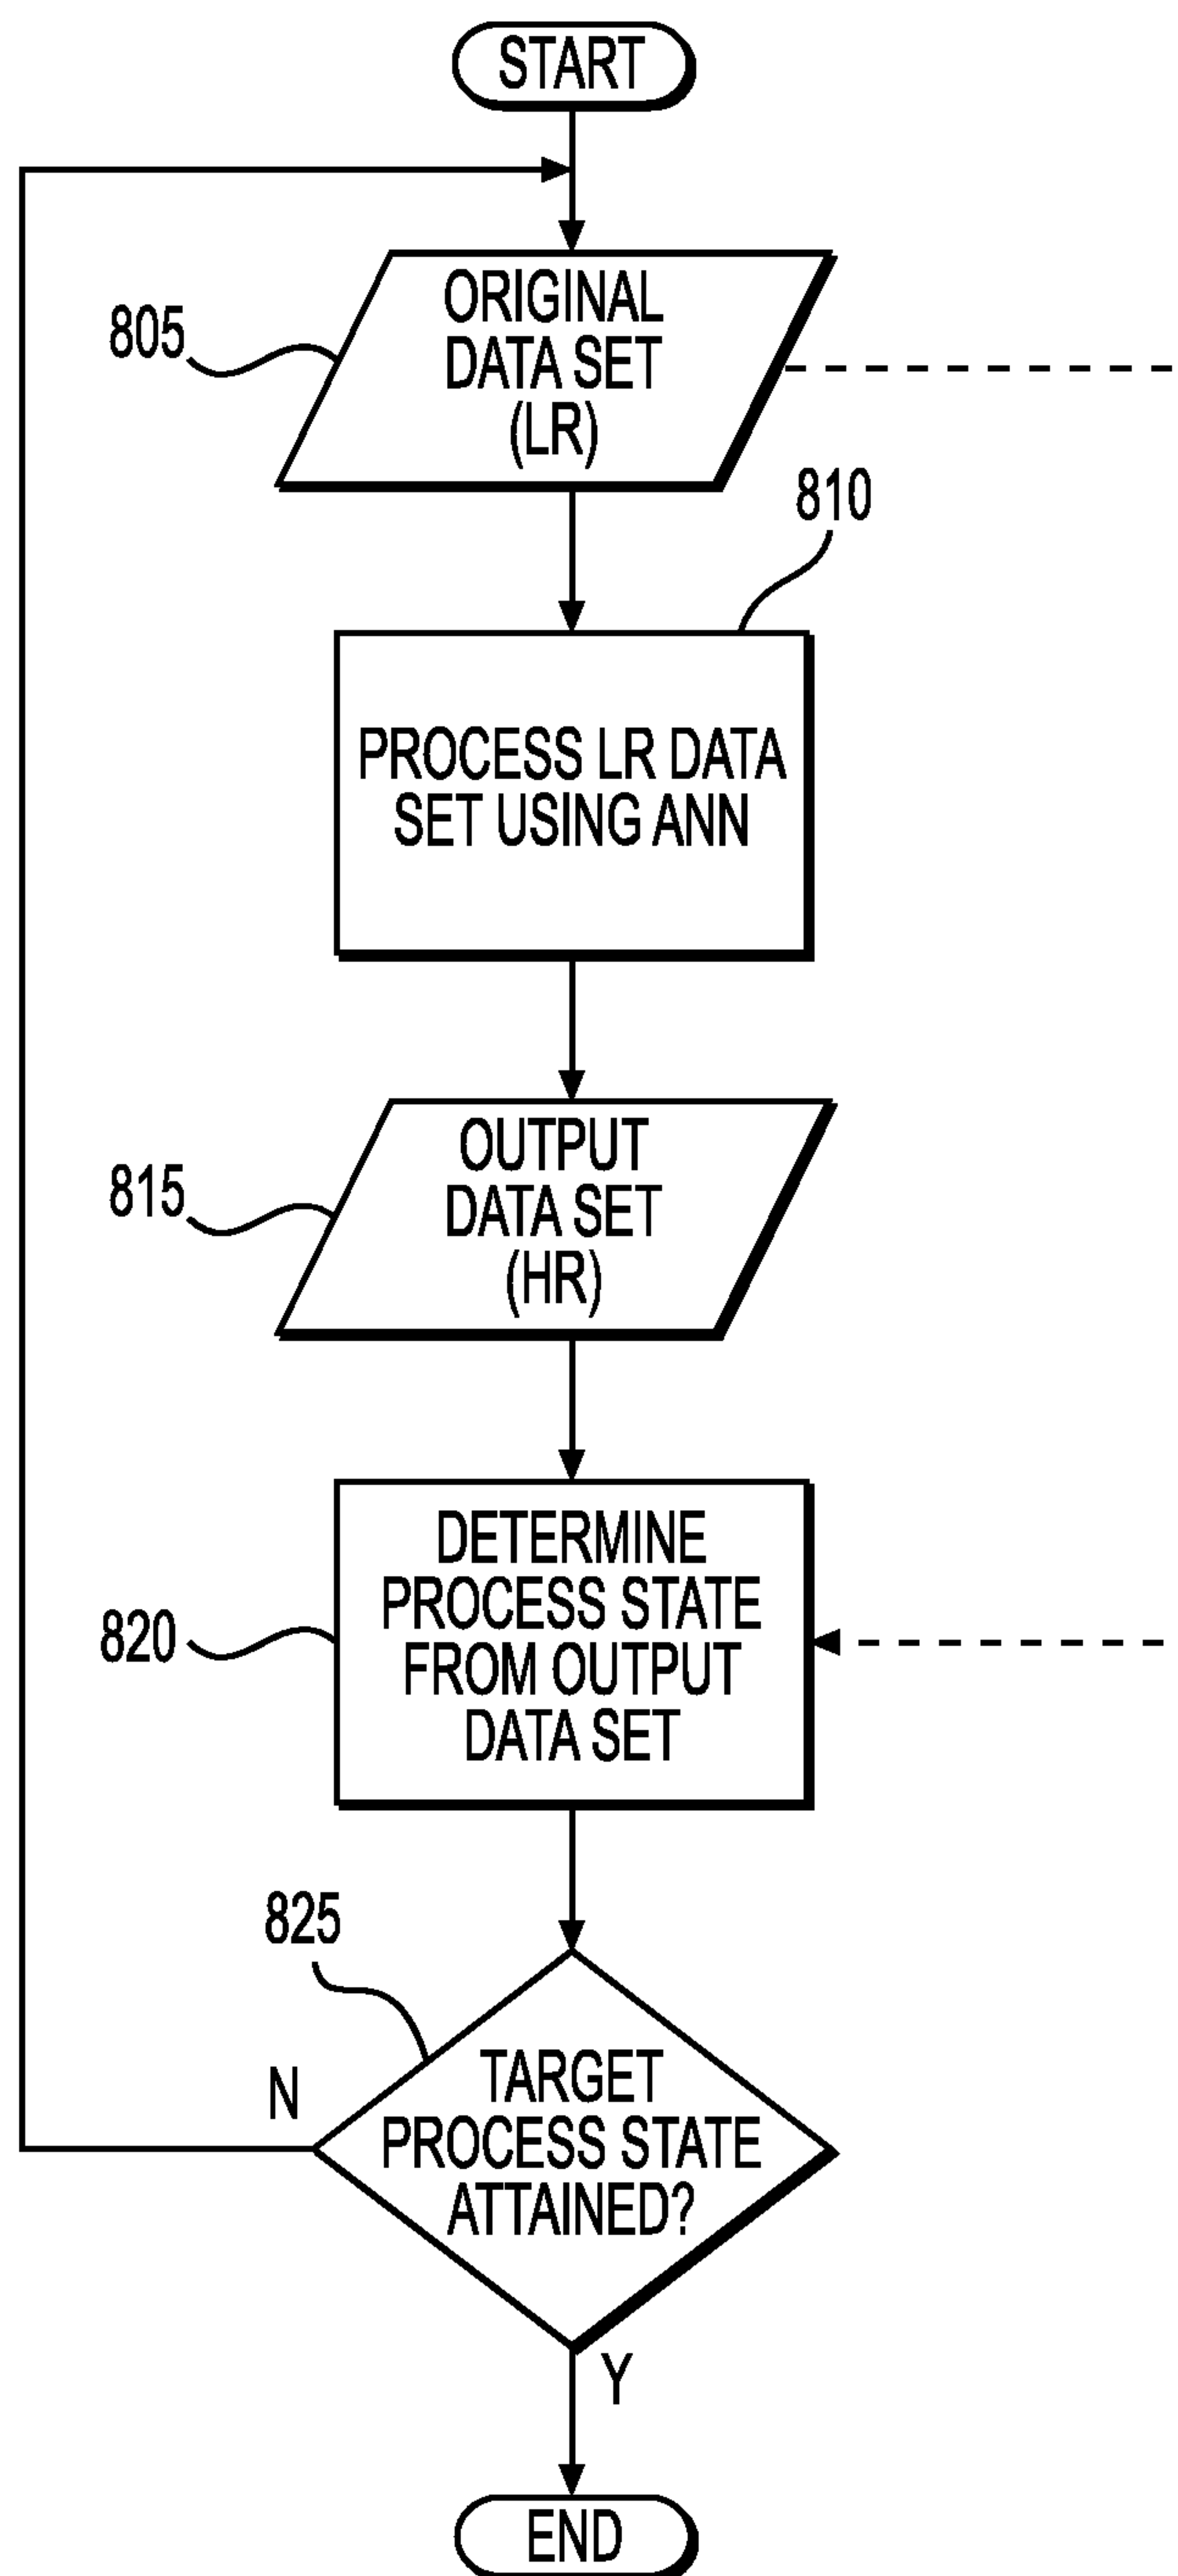 START
805
ORIGINAL
DATA SET
(LR)
810
PROCESS LR DATA
SET USING ANN
815
OUTPUT
DATA SET
(HR)
820
DETERMINE
PROCESS STATE
FROM OUTPUT
DATA SET
825
TARGET
PROCESS STATE
ATTAINED?
N
Y
END